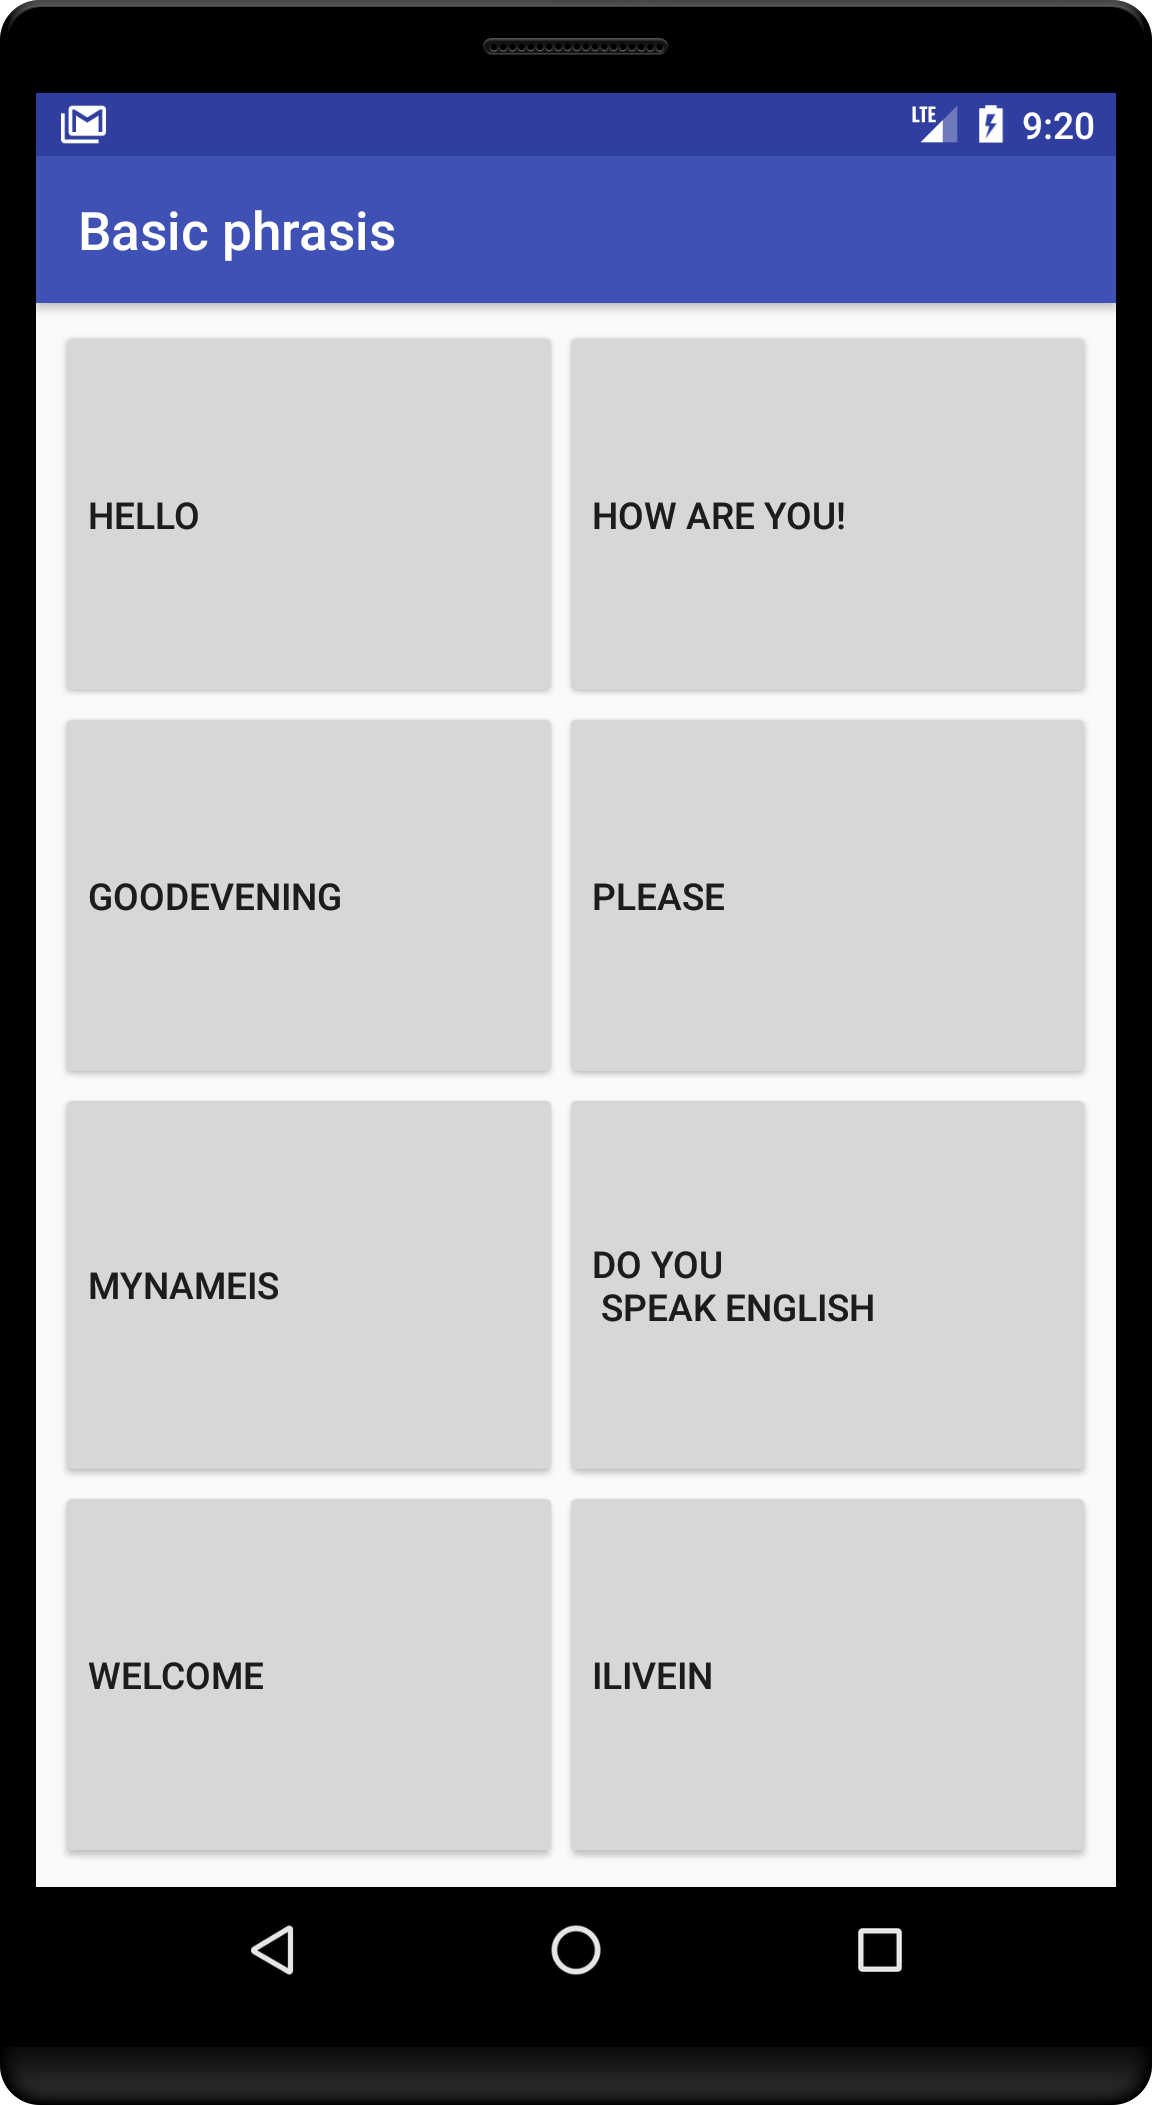 LTE 9:20
Basic phrasis
HELLO
HOW ARE YOU!
GOODEVENING
PLEASE
MYNAMEIS
DO YOU
SPEAK ENGLISH
WELCOME
ILIVEIN